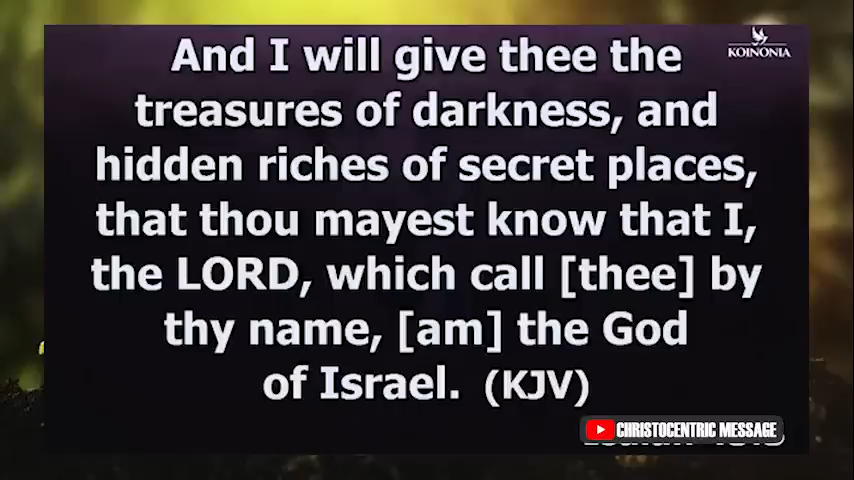 KOINONIA
And I will give thee the
treasures of darkness, and
hidden riches of secret places,
that thou mayest know that I,
the LORD, which call [thee] by
thy name, [am] the God
of Israel. (KJV)
CHRISTOCENTRIC MESSAGE